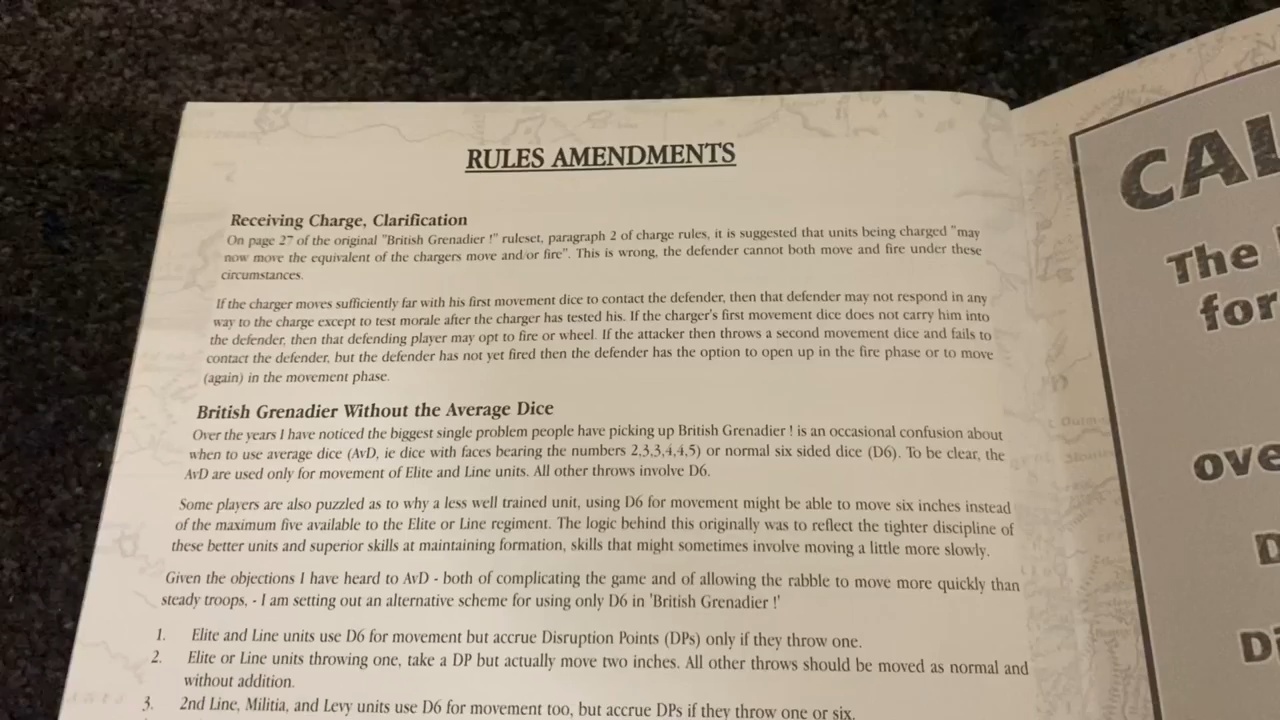 RULES AMENDMENTS
Receiving Charge, Clarification
On page 27 of the original "British Grenadier !" ruleset, paragraph 2 of charge rules, it is suggested that units being charged "may
now move the equivalent of the chargers move and/or fire". This is wrong, the defender cannot both move and fire under these
circumstances.
If the charger moves sufficiently far with his first movement dice to contact the defender, then that defender may not respond in any
way to the charge except to test morale after the charger has tested his. If the charger's first movement dice does not carry him into
the defender, then that defending player may opt to fire or wheel. If the attacker then throws a second movement dice and fails to
contact the defender, but the defender has not yet fired then the defender has the option to open up in the fire phase or to move
(again) in the movement phase.
British Grenadier Without the Average Dice
Over the years I have noticed the biggest single problem people have picking up British Grenadier ! is an occasional confusion about
when to use average dice (AvD, ie dice with faces bearing the numbers 2,3,3,4,4,5) or normal six sided dice (D6). To be clear, the
AvD are used only for movement of Elite and Line units. All other throws involve D6.
Some players are also puzzled as to why a less well trained unit, using D6 for movement might be able to move six inches instead
of the maximum five available to the Elite or Line regiment. The logic behind this originally was to reflect the tighter discipline of
these better units and superior skills at maintaining formation, skills that might sometimes involve moving a little more slowly.
Given the objections I have heard to AvD - both of complicating the game and of allowing the rabble to move more quickly than
steady troops, - I am setting out an alternative scheme for using only D6 in 'British Grenadier !'
1. Elite and Line units use D6 for movement but accrue Disruption Points (DPs) only if they throw one.
2. Elite or Line units throwing one, take a DP but actually move two inches. All other throws should be moved as normal and
without addition.
3. 2nd Line, Militia, and Levy units use D6 for movement too, but accrue DPs if they throw one or six.
CAL
The
for
ove
D
Di